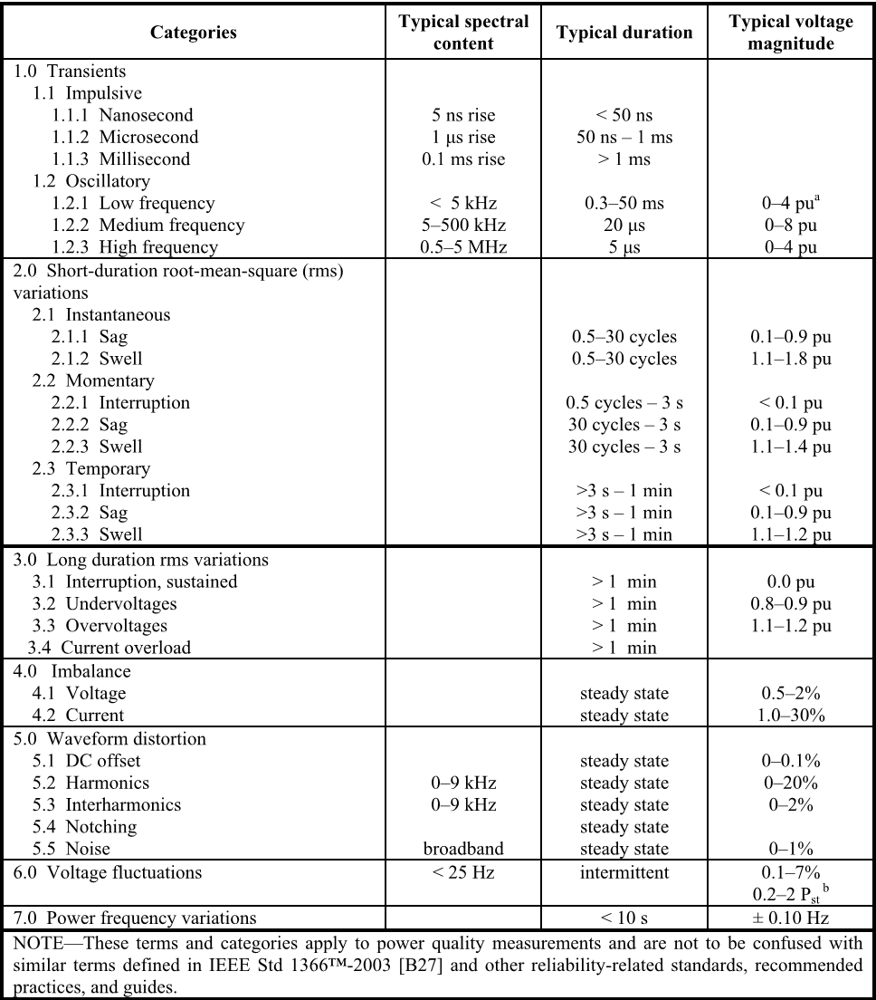 Categories Typical spectral content Typical duration Typical voltage magnitude
1.0 Transients
1.1 Impulsive
1.1.1 Nanosecond 5 ns rise < 50 ns
1.1.2 Microsecond 1 μs rise 50 ns – 1 ms
1.1.3 Millisecond 0.1 ms rise > 1 ms
1.2 Oscillatory
1.2.1 Low frequency < 5 kHz 0.3–50 ms 0–4 puᵃ
1.2.2 Medium frequency 5–500 kHz 20 μs 0–8 pu
1.2.3 High frequency 0.5–5 MHz 5 μs 0–4 pu
2.0 Short-duration root-mean-square (rms)
variations
2.1 Instantaneous
2.1.1 Sag 0.5–30 cycles 0.1–0.9 pu
2.1.2 Swell 0.5–30 cycles 1.1–1.8 pu
2.2 Momentary
2.2.1 Interruption 0.5 cycles – 3 s < 0.1 pu
2.2.2 Sag 30 cycles – 3 s 0.1–0.9 pu
2.2.3 Swell 30 cycles – 3 s 1.1–1.4 pu
2.3 Temporary
2.3.1 Interruption >3 s – 1 min < 0.1 pu
2.3.2 Sag >3 s – 1 min 0.1–0.9 pu
2.3.3 Swell >3 s – 1 min 1.1–1.2 pu
3.0 Long duration rms variations
3.1 Interruption, sustained > 1 min 0.0 pu
3.2 Undervoltages > 1 min 0.8–0.9 pu
3.3 Overvoltages > 1 min 1.1–1.2 pu
3.4 Current overload > 1 min
4.0 Imbalance
4.1 Voltage steady state 0.5–2%
4.2 Current steady state 1.0–30%
5.0 Waveform distortion
5.1 DC offset steady state 0–0.1%
5.2 Harmonics 0–9 kHz steady state 0–20%
5.3 Interharmonics 0–9 kHz steady state 0–2%
5.4 Notching steady state
5.5 Noise broadband steady state 0–1%
6.0 Voltage fluctuations < 25 Hz intermittent 0.1–7%
0.2–2 Pst ᵇ
7.0 Power frequency variations < 10 s ± 0.10 Hz
NOTE—These terms and categories apply to power quality measurements and are not to be confused with
similar terms defined in IEEE Std 1366™-2003 [B27] and other reliability-related standards, recommended
practices, and guides.